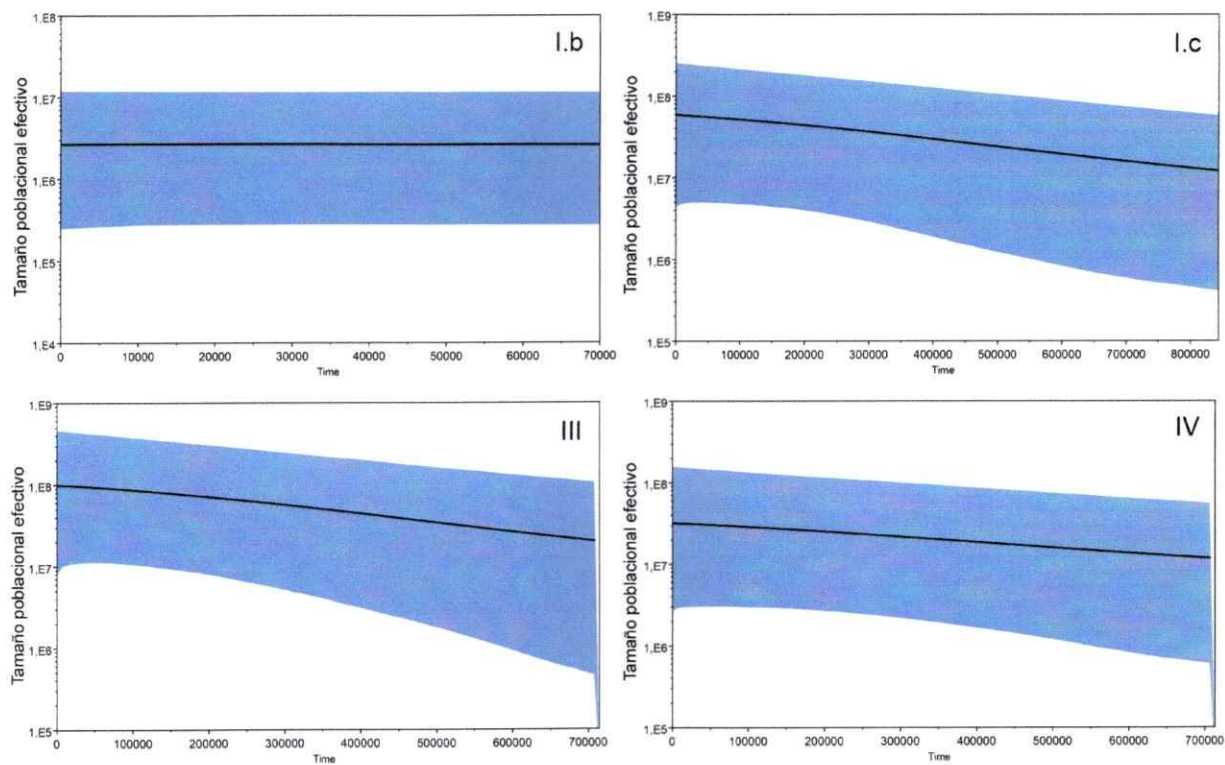 I.b
Tamaño poblacional efectivo
1,E8
1,E7
1,E6
1,E5
1,E4
0 10000 20000 30000 40000 50000 60000 70000
Time
I.c
Tamaño poblacional efectivo
1,E9
1,E8
1,E7
1,E6
1,E5
0 100000 200000 300000 400000 500000 600000 700000 800000
Time
III
Tamaño poblacional efectivo
1,E9
1,E8
1,E7
1,E6
1,E5
0 100000 200000 300000 400000 500000 600000 700000
Time
IV
Tamaño poblacional efectivo
1,E9
1,E8
1,E7
1,E6
1,E5
0 100000 200000 300000 400000 500000 600000 700000
Time